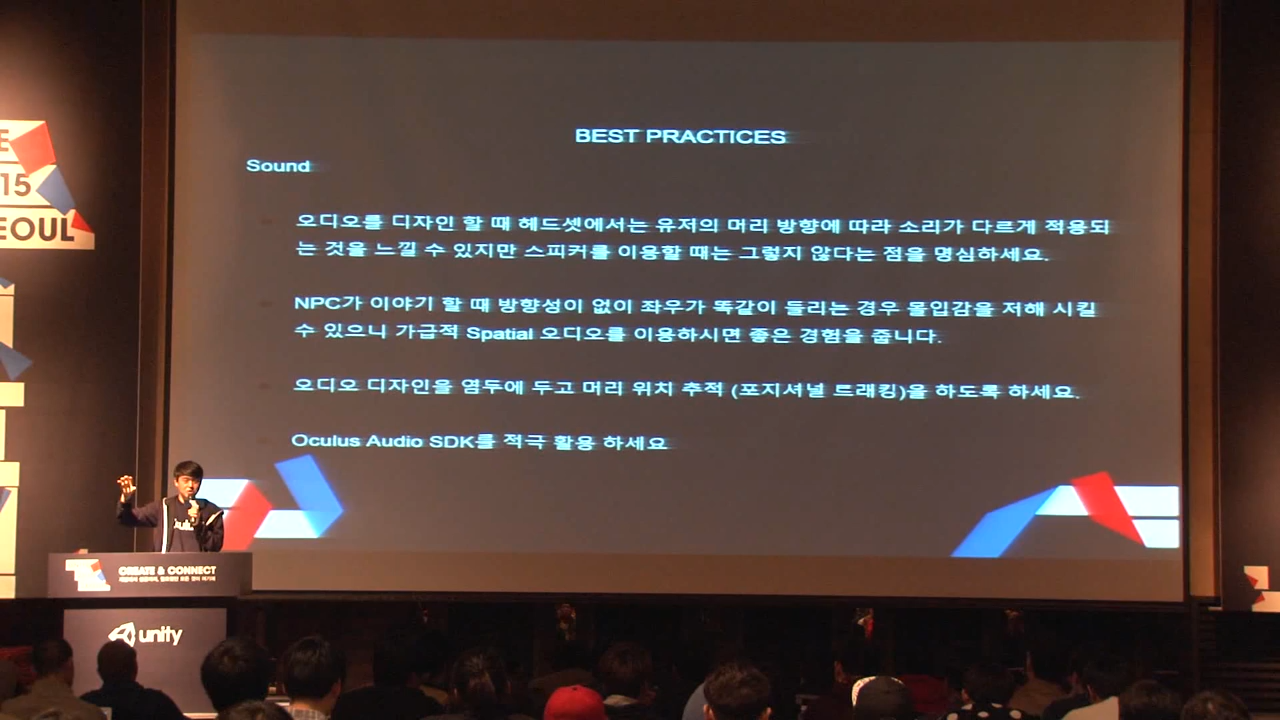 BEST PRACTICES
Sound
오디오를 디자인 할 때 헤드셋에서는 유저의 머리 방향에 따라 소리가 다르게 적용되
는 것을 느낄 수 있지만 스피커를 이용할 때는 그렇지 않다는 점을 명심하세요.
NPC가 이야기 할 때 방향성이 없이 좌우가 똑같이 들리는 경우 몰입감을 저해 시킬
수 있으니 가급적 Spatial 오디오를 이용하시면 좋은 경험을 줍니다.
오디오 디자인을 염두에 두고 머리 위치 추적 (포지셔널 트래킹)을 하도록 하세요.
Oculus Audio SDK를 적극 활용 하세요
E
15
EOUL
CREATE & CONNECT
unity